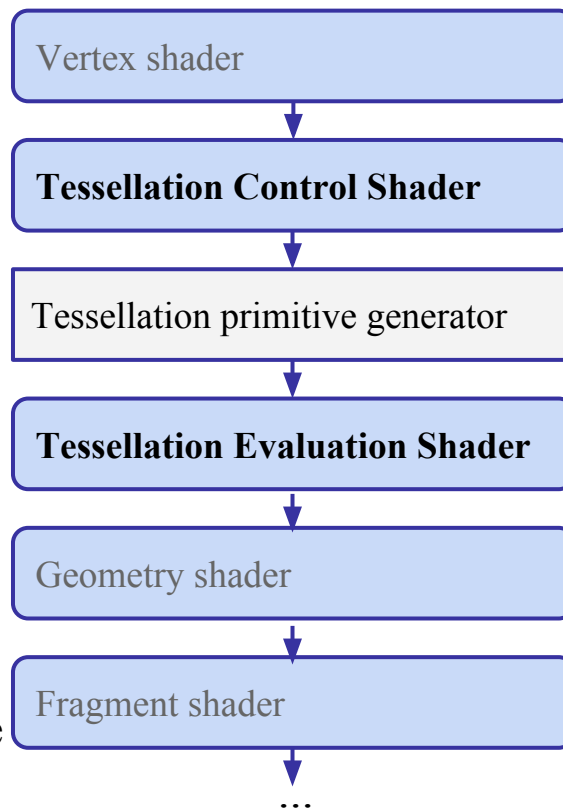 Vertex shader
Tessellation Control Shader
Tessellation primitive generator
Tessellation Evaluation Shader
Geometry shader
Fragment shader
e
...